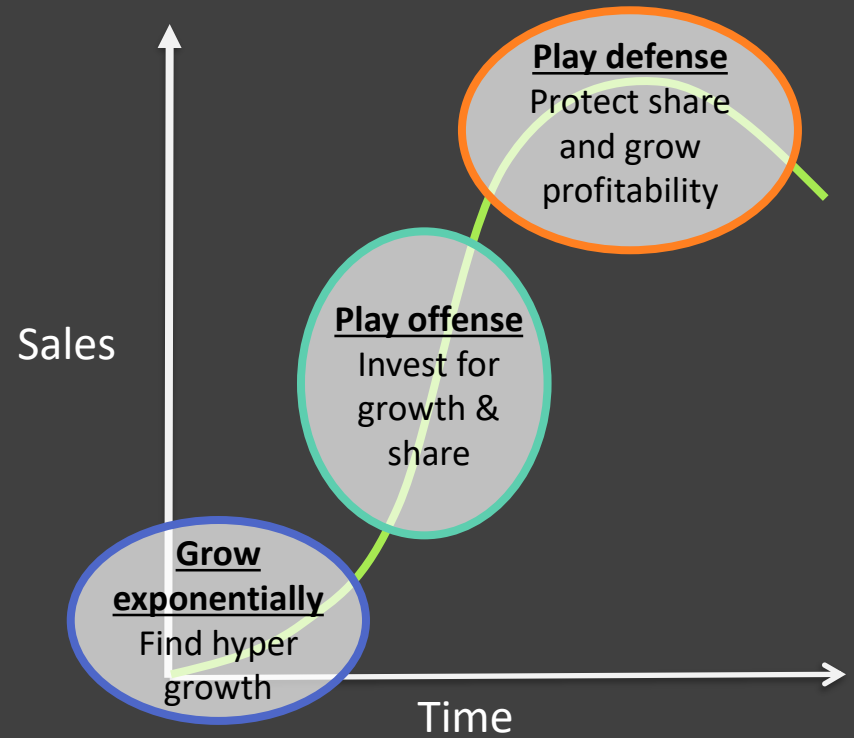 Play defense
Protect share
and grow
profitability
Play offense
Invest for
growth &
share
Sales
Grow
exponentially
Find hyper
growth
Time